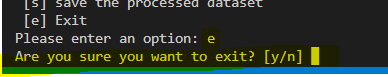 [s] save the processed dataset
[e] Exit
Please enter an option: e
Are you sure you want to exit? [y/n]